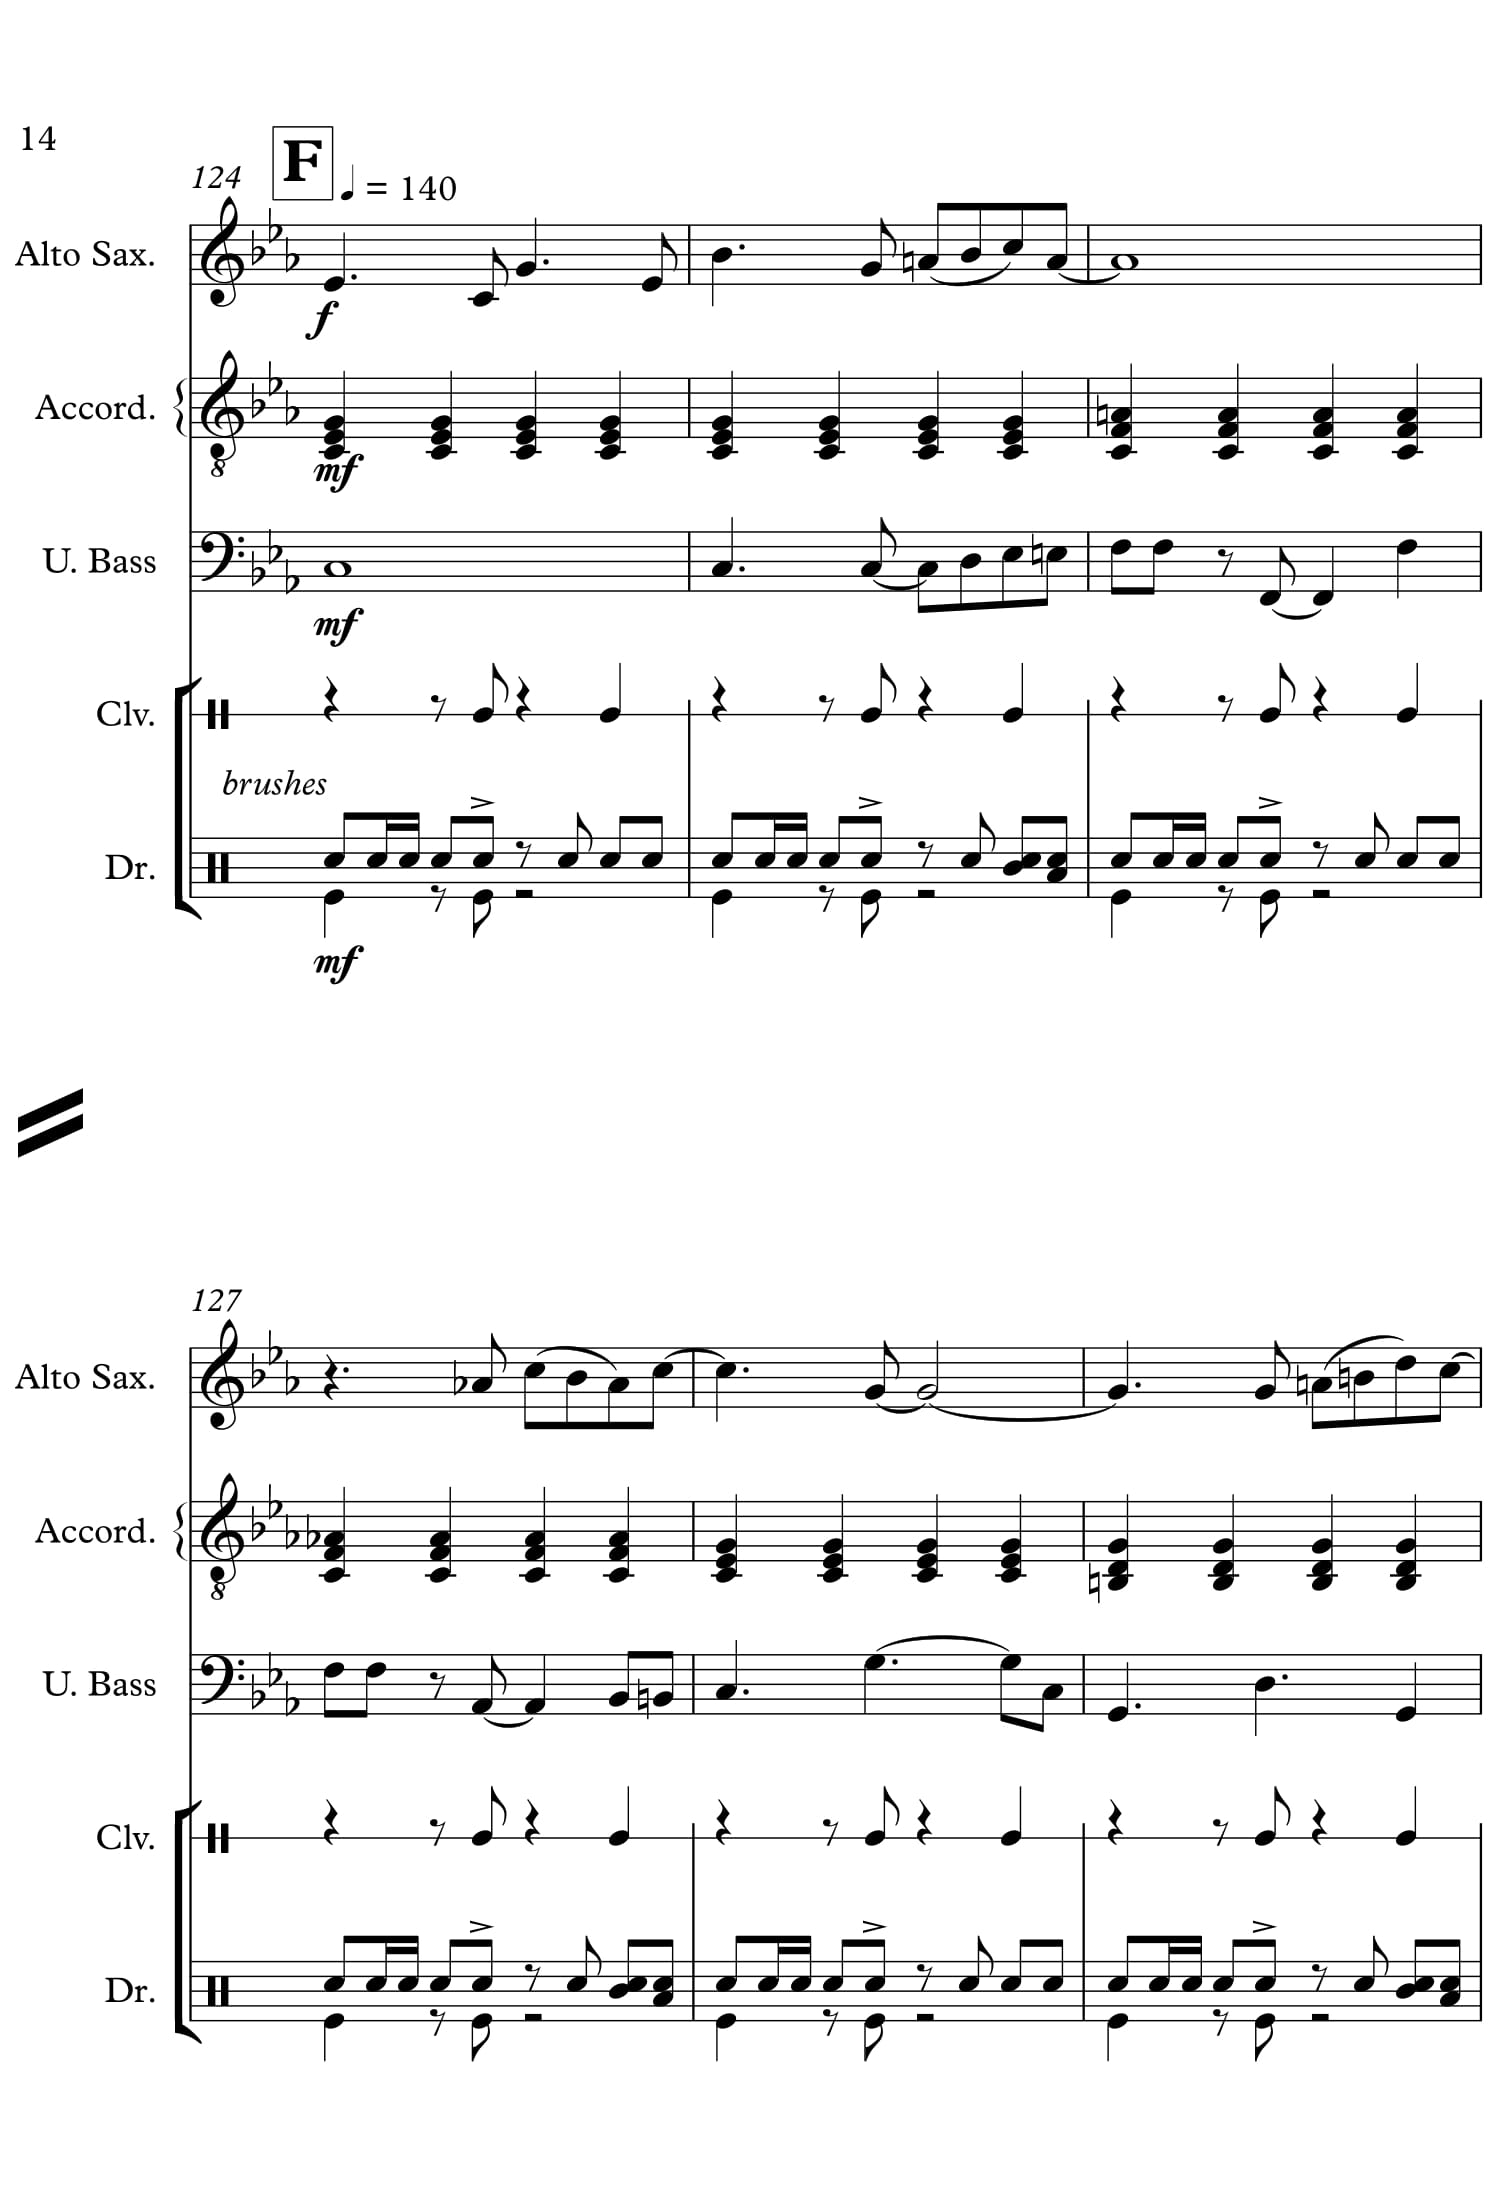 14
124
F
♩ = 140
Alto Sax.
f
Accord.
8
mf
U. Bass
mf
Clv.
brushes
Dr.
mf
127
Alto Sax.
Accord.
8
U. Bass
Clv.
Dr.